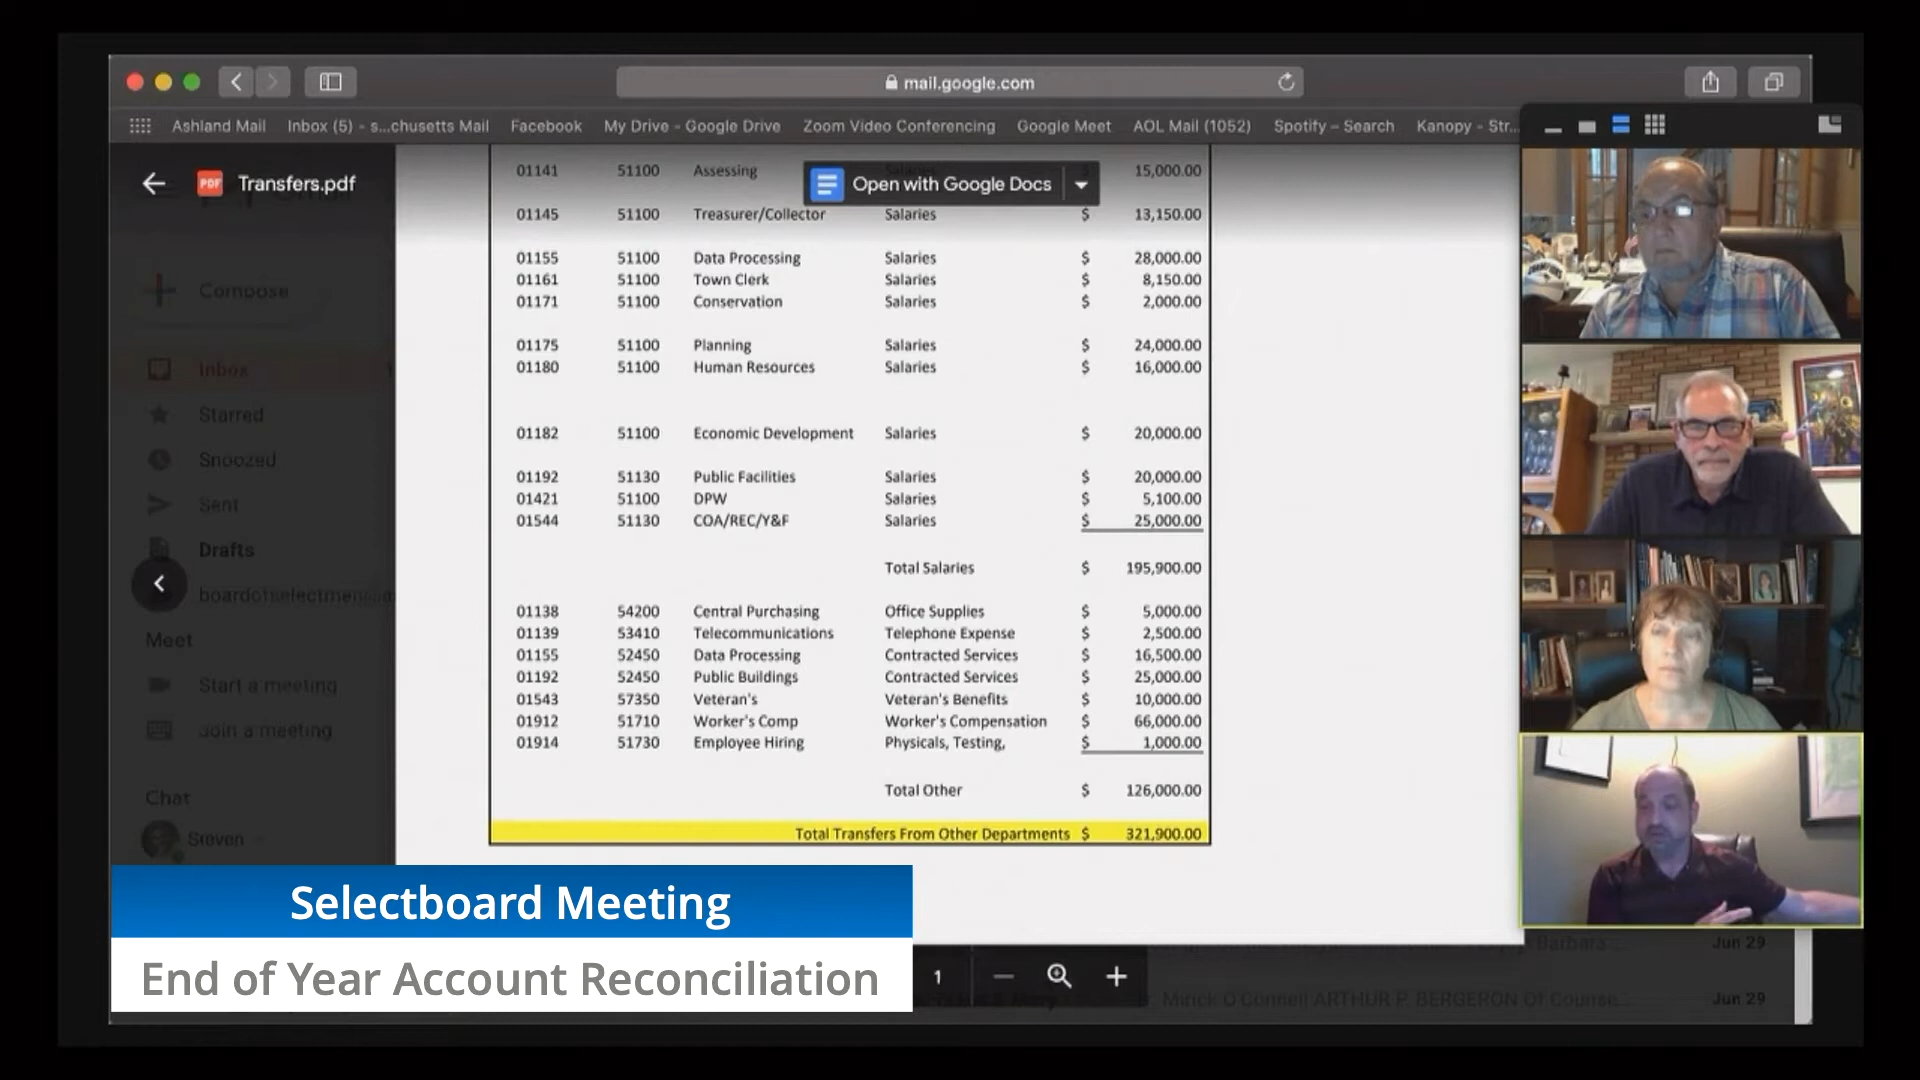 mail.google.com
Ashland Mail Inbox (5) - s...chusetts Mail Facebook My Drive - Google Drive Zoom Video Conferencing Google Meet AOL Mail (1052) Spotify – Search Kanopy - Str...
PDF Transfers.pdf
Open with Google Docs
01141 51100 Assessing Salaries $ 15,000.00
01145 51100 Treasurer/Collector Salaries $ 13,150.00
01155 51100 Data Processing Salaries $ 28,000.00
01161 51100 Town Clerk Salaries $ 8,150.00
01171 51100 Conservation Salaries $ 2,000.00
01175 51100 Planning Salaries $ 24,000.00
01180 51100 Human Resources Salaries $ 16,000.00
01182 51100 Economic Development Salaries $ 20,000.00
01192 51130 Public Facilities Salaries $ 20,000.00
01421 51100 DPW Salaries $ 5,100.00
01544 51130 COA/REC/Y&F Salaries $ 25,000.00
Total Salaries $ 195,900.00
01138 54200 Central Purchasing Office Supplies $ 5,000.00
01139 53410 Telecommunications Telephone Expense $ 2,500.00
01155 52450 Data Processing Contracted Services $ 16,500.00
01192 52450 Public Buildings Contracted Services $ 25,000.00
01543 57350 Veteran's Veteran's Benefits $ 10,000.00
01912 51710 Worker's Comp Worker's Compensation $ 66,000.00
01914 51730 Employee Hiring Physicals, Testing, $ 1,000.00
Total Other $ 126,000.00
Total Transfers From Other Departments $ 321,900.00
Compose
Inbox
Starred
Snoozed
Sent
Drafts
Meet
Start a meeting
Join a meeting
Chat
Steven
Selectboard Meeting
End of Year Account Reconciliation
1
Barbara Jun 29
Mirick O'Connell ARTHUR P. BERGERON Of Counse... Jun 29